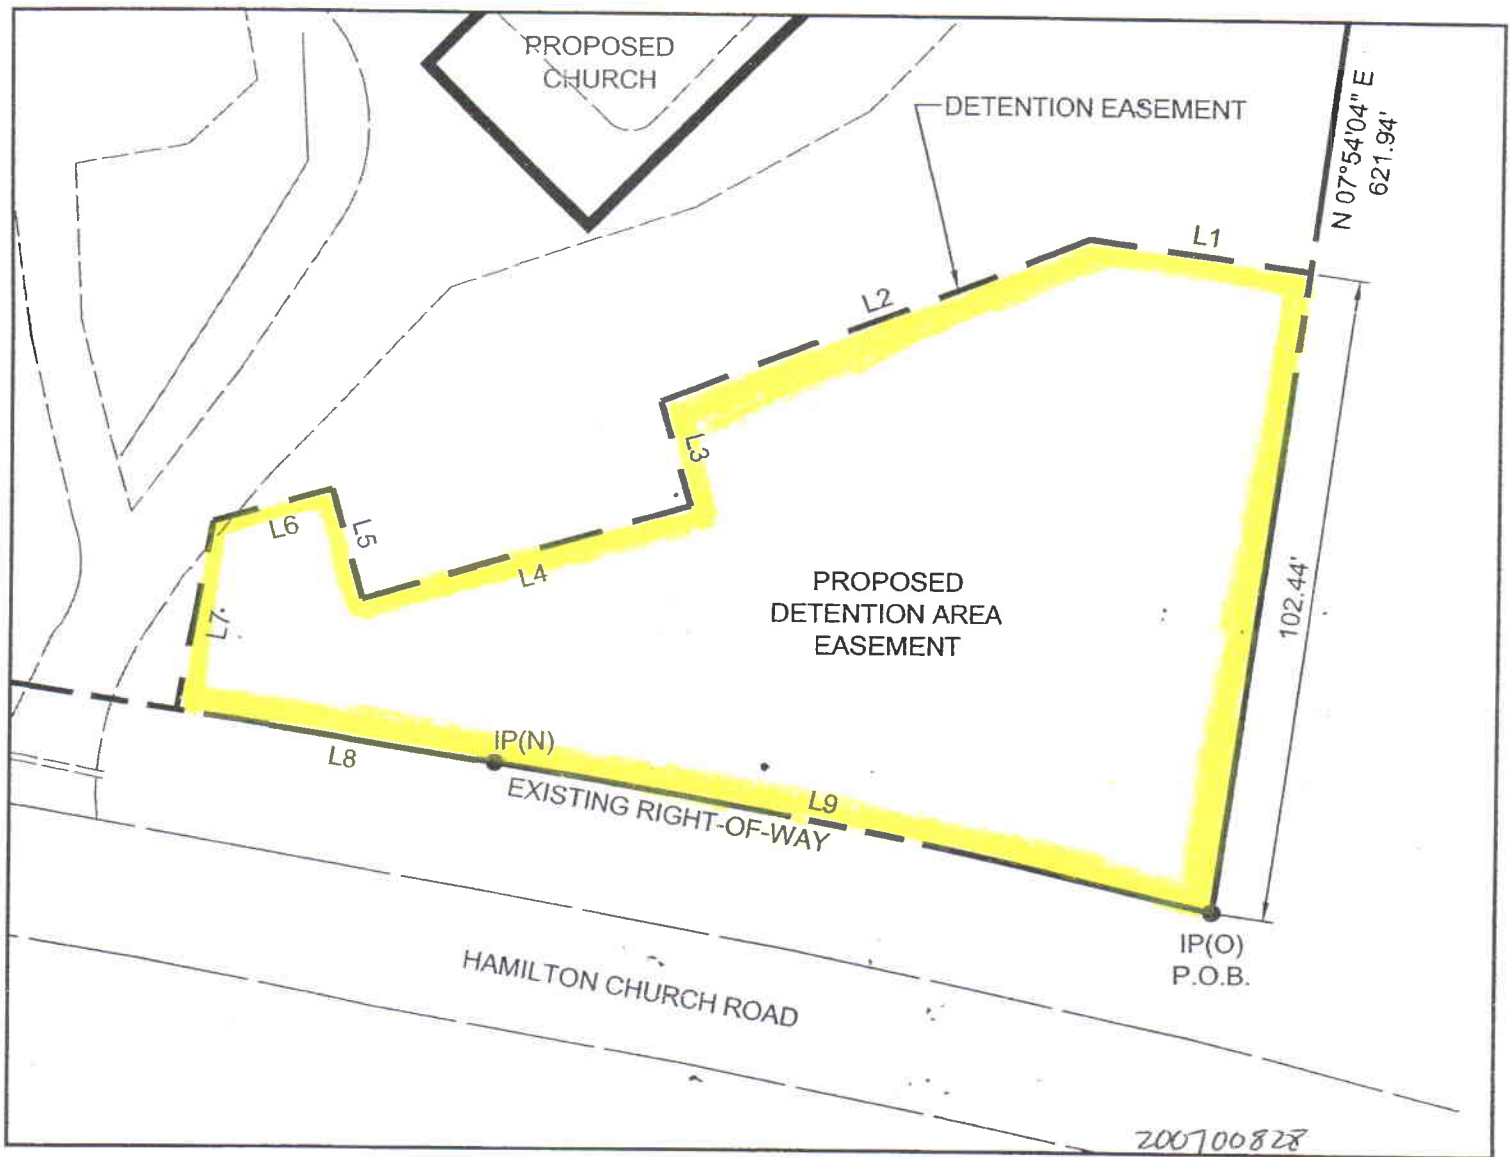 PROPOSED
CHURCH
DETENTION EASEMENT
N 07°54'04" E
621.94'
L1
L2
L3
L6
L5
L4
L7
PROPOSED
DETENTION AREA
EASEMENT
102.44'
IP(N)
L8
L9
EXISTING RIGHT-OF-WAY
IP(O)
P.O.B.
HAMILTON CHURCH ROAD
200700828